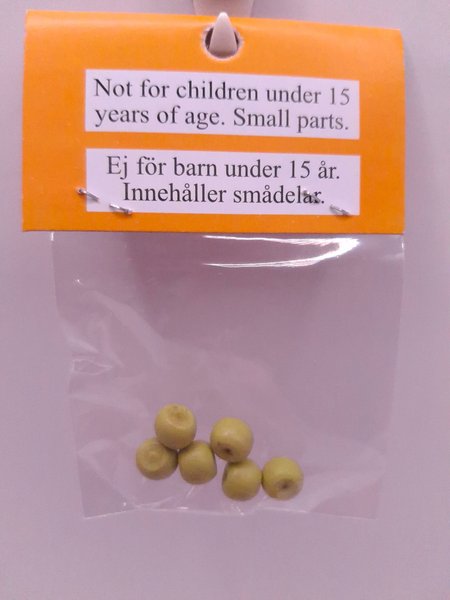 Not for children under 15
years of age. Small parts.
Ej för barn under 15 år.
Innehåller smådelar.